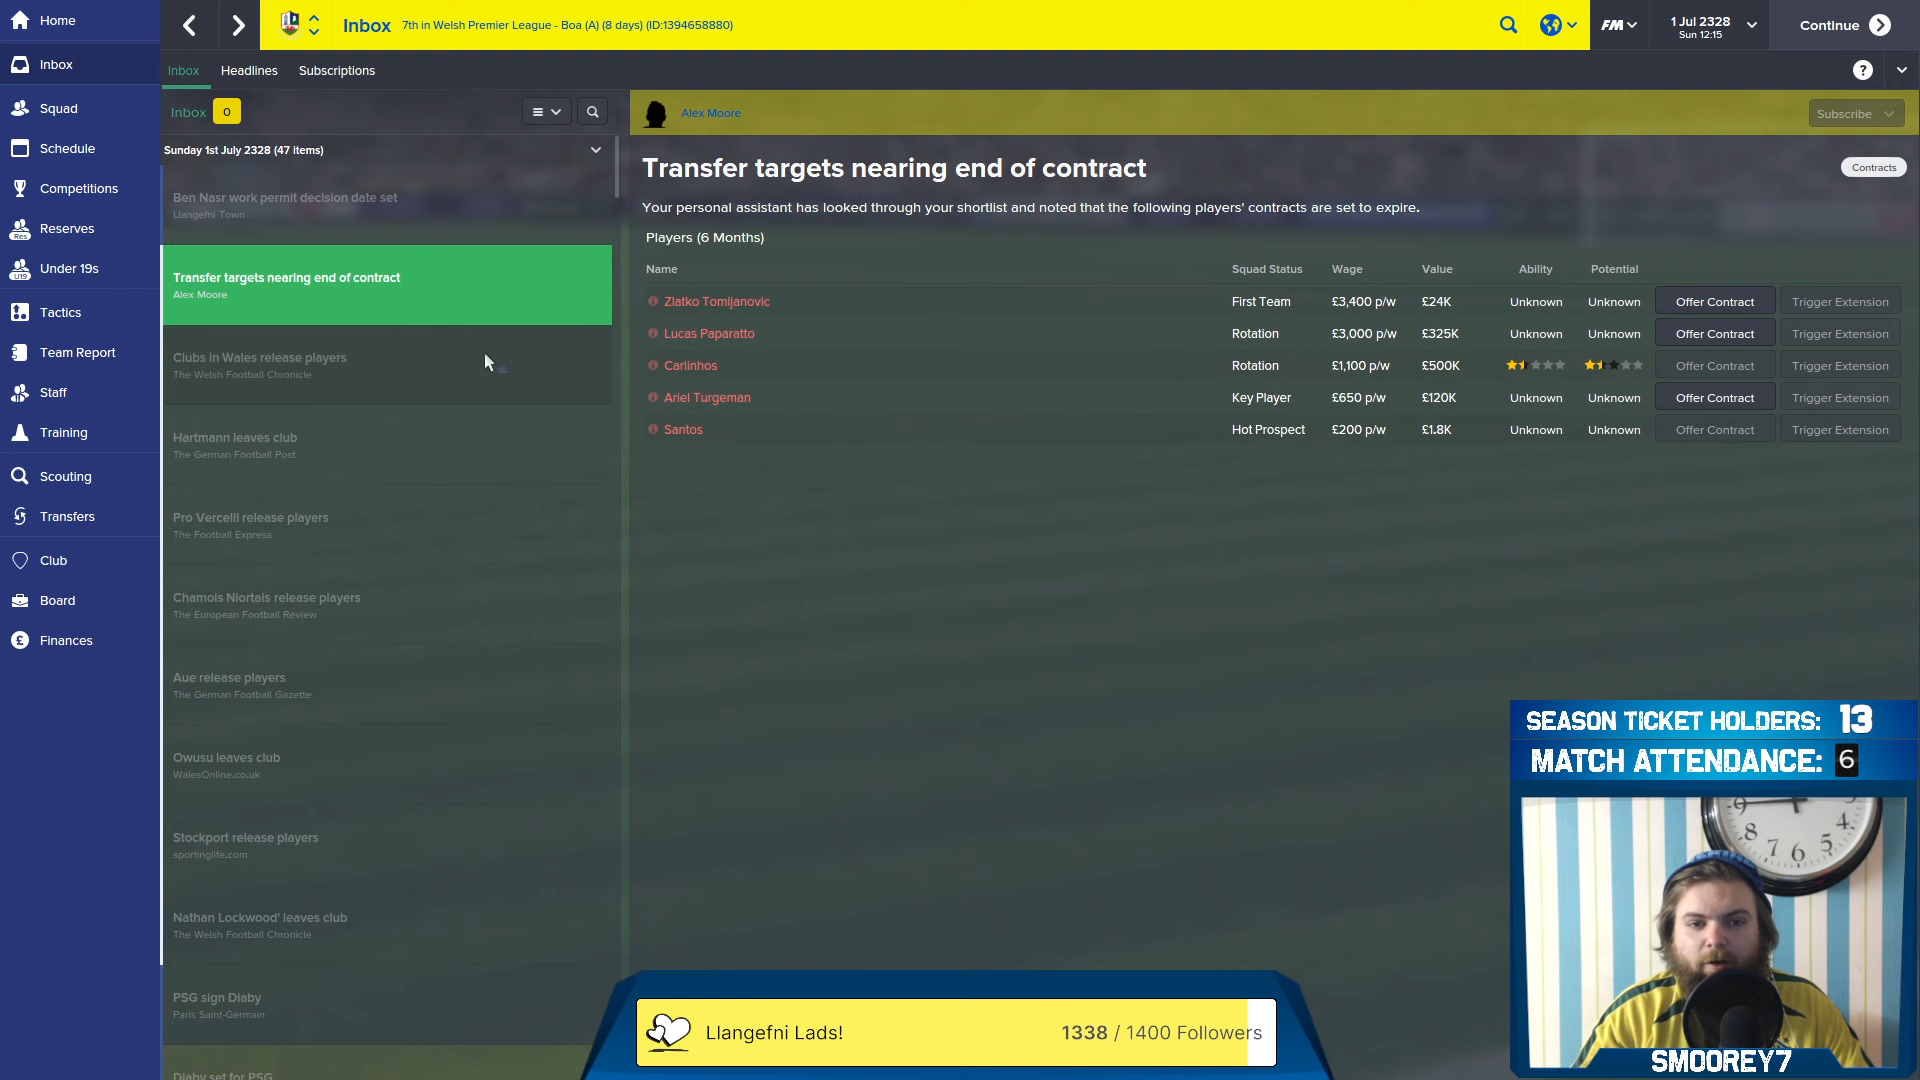 Home
Inbox
Squad
Schedule
Competitions
Reserves
Under 19s
Tactics
Team Report
Staff
Training
Scouting
Transfers
Club
Board
Finances
Inbox 7th in Welsh Premier League - Boa (A) (8 days) (ID:1394658880)
FM
1 Jul 2328
Sun 12:15
Continue
Inbox Headlines Subscriptions
?
Inbox 0
Sunday 1st July 2328 (47 items)
Ben Nasr work permit decision date set
Llangefni Town
Transfer targets nearing end of contract
Alex Moore
Clubs in Wales release players
The Welsh Football Chronicle
Hartmann leaves club
The German Football Post
Pro Vercelli release players
The Football Express
Chamois Niortais release players
The European Football Review
Aue release players
The German Football Gazette
Owusu leaves club
WalesOnline.co.uk
Stockport release players
sportinglife.com
Nathan Lockwood' leaves club
The Welsh Football Chronicle
PSG sign Diaby
Paris Saint-Germain
Diaby set for PSG
Alex Moore
Subscribe
Transfer targets nearing end of contract
Contracts
Your personal assistant has looked through your shortlist and noted that the following players' contracts are set to expire.
Players (6 Months)
Name Squad Status Wage Value Ability Potential
Zlatko Tomljanovic First Team £3,400 p/w £24K Unknown Unknown Offer Contract Trigger Extension
Lucas Paparatto Rotation £3,000 p/w £325K Unknown Unknown Offer Contract Trigger Extension
Carlinhos Rotation £1,100 p/w £500K Offer Contract Trigger Extension
Ariel Turgeman Key Player £650 p/w £120K Unknown Unknown Offer Contract Trigger Extension
Santos Hot Prospect £200 p/w £1.8K Unknown Unknown Offer Contract Trigger Extension
SEASON TICKET HOLDERS: 13
MATCH ATTENDANCE: 6
9 8 7 6 5 4
Llangefni Lads! 1338 / 1400 Followers
SMOOREY7